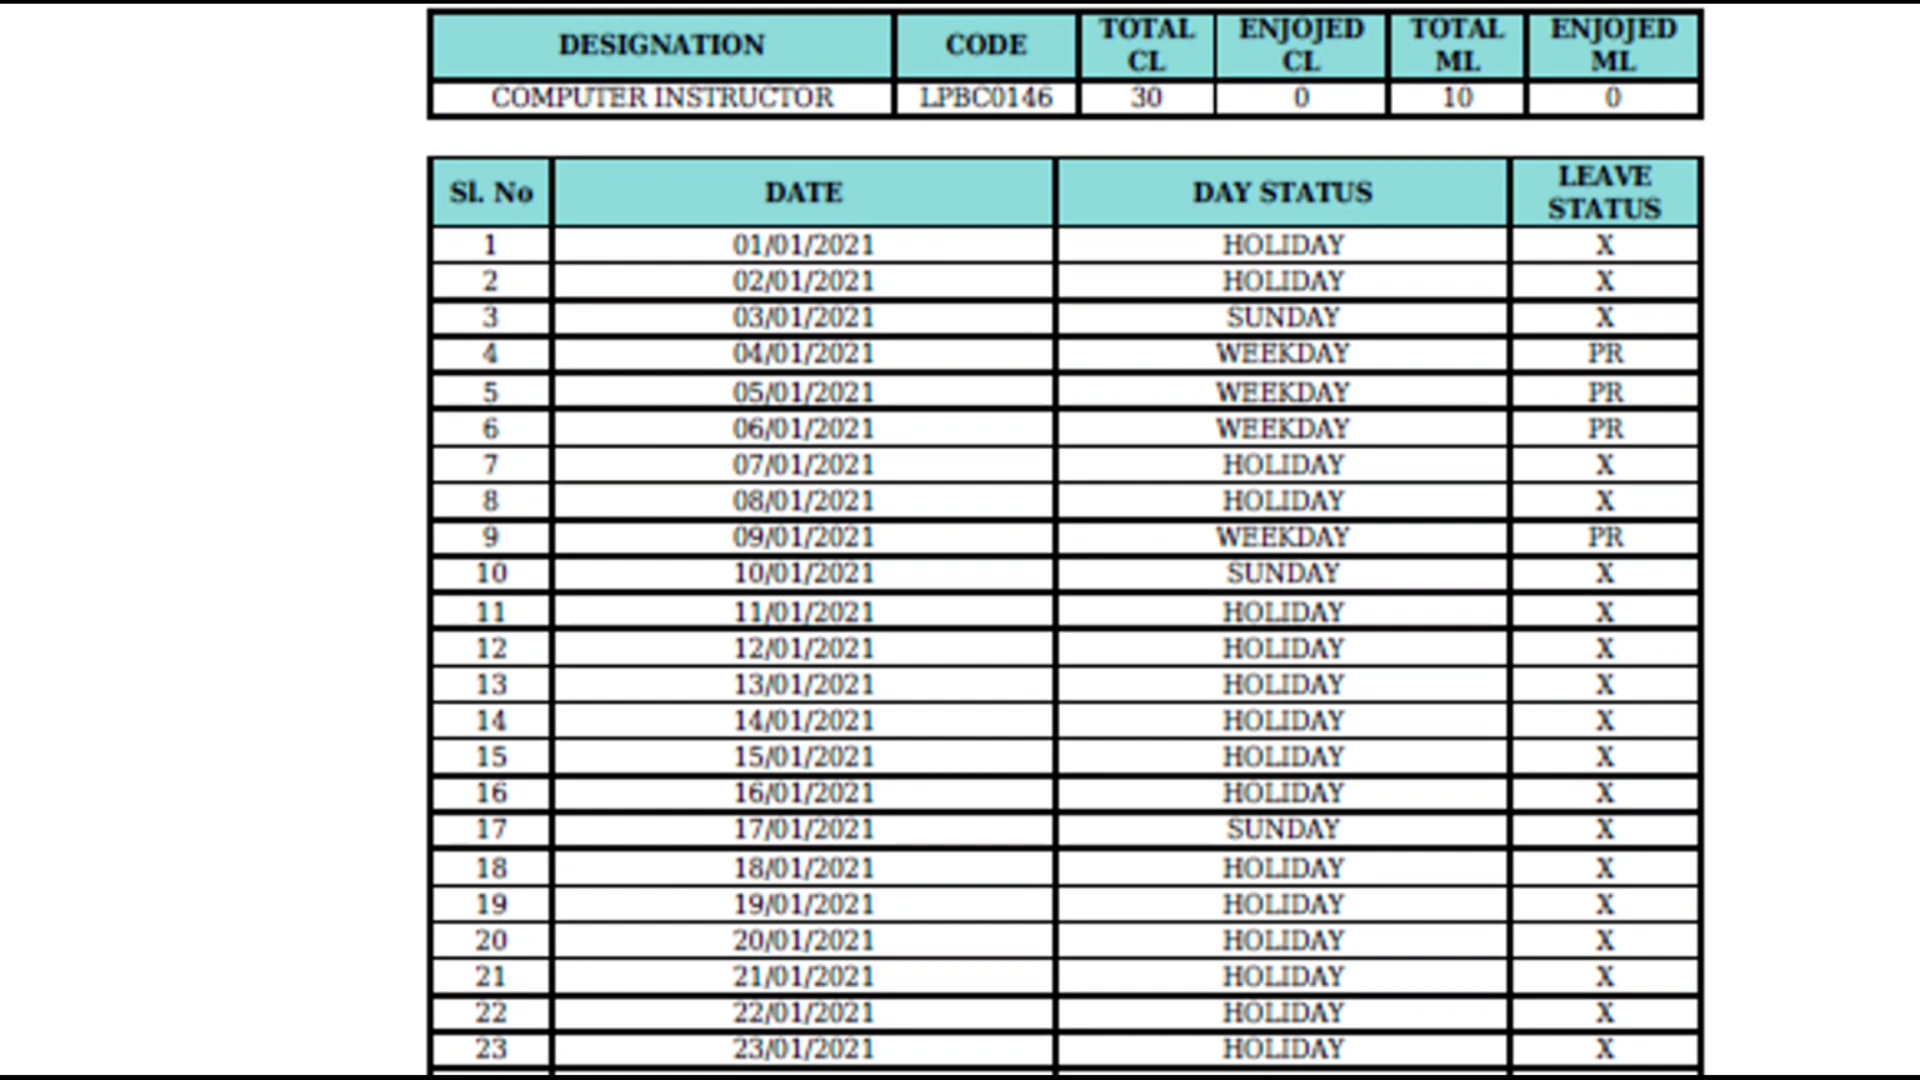 DESIGNATION CODE TOTAL CL ENJOJED CL TOTAL ML ENJOJED ML
COMPUTER INSTRUCTOR LPBC0146 30 0 10 0
Sl. No DATE DAY STATUS LEAVE STATUS
1 01/01/2021 HOLIDAY X
2 02/01/2021 HOLIDAY X
3 03/01/2021 SUNDAY X
4 04/01/2021 WEEKDAY PR
5 05/01/2021 WEEKDAY PR
6 06/01/2021 WEEKDAY PR
7 07/01/2021 HOLIDAY X
8 08/01/2021 HOLIDAY X
9 09/01/2021 WEEKDAY PR
10 10/01/2021 SUNDAY X
11 11/01/2021 HOLIDAY X
12 12/01/2021 HOLIDAY X
13 13/01/2021 HOLIDAY X
14 14/01/2021 HOLIDAY X
15 15/01/2021 HOLIDAY X
16 16/01/2021 HOLIDAY X
17 17/01/2021 SUNDAY X
18 18/01/2021 HOLIDAY X
19 19/01/2021 HOLIDAY X
20 20/01/2021 HOLIDAY X
21 21/01/2021 HOLIDAY X
22 22/01/2021 HOLIDAY X
23 23/01/2021 HOLIDAY X